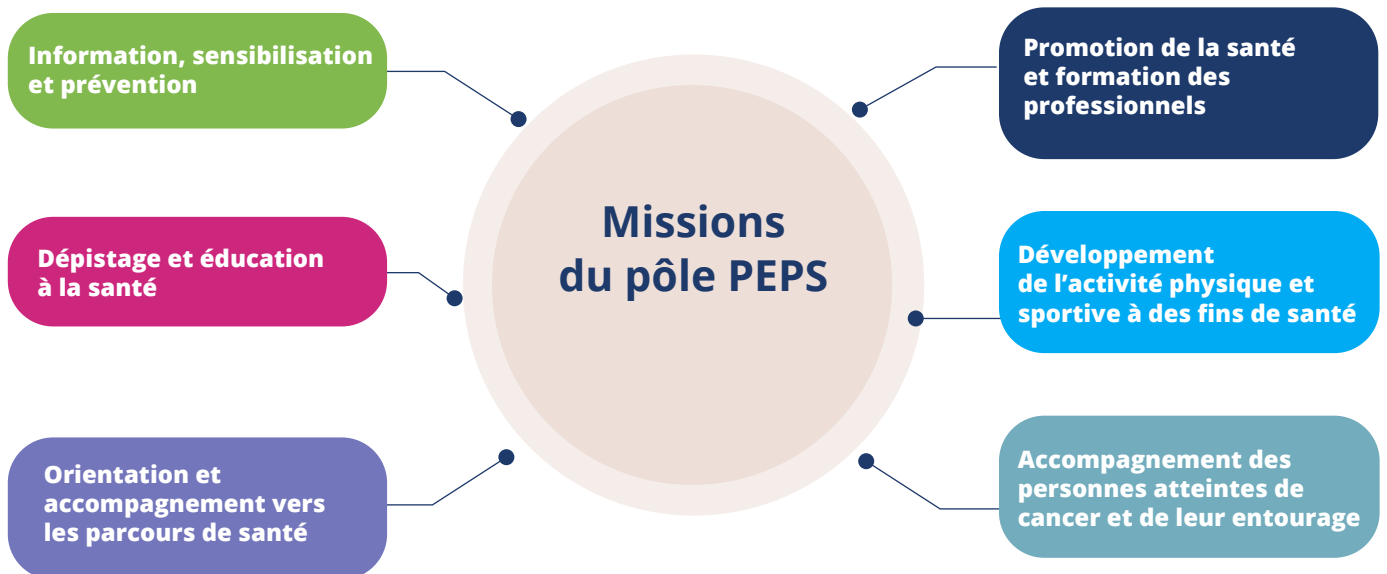 Information, sensibilisation
et prévention
Dépistage et éducation
à la santé
Orientation et
accompagnement vers
les parcours de santé
Missions
du pôle PEPS
Promotion de la santé
et formation des
professionnels
Développement
de l’activité physique et
sportive à des fins de santé
Accompagnement des
personnes atteintes de
cancer et de leur entourage